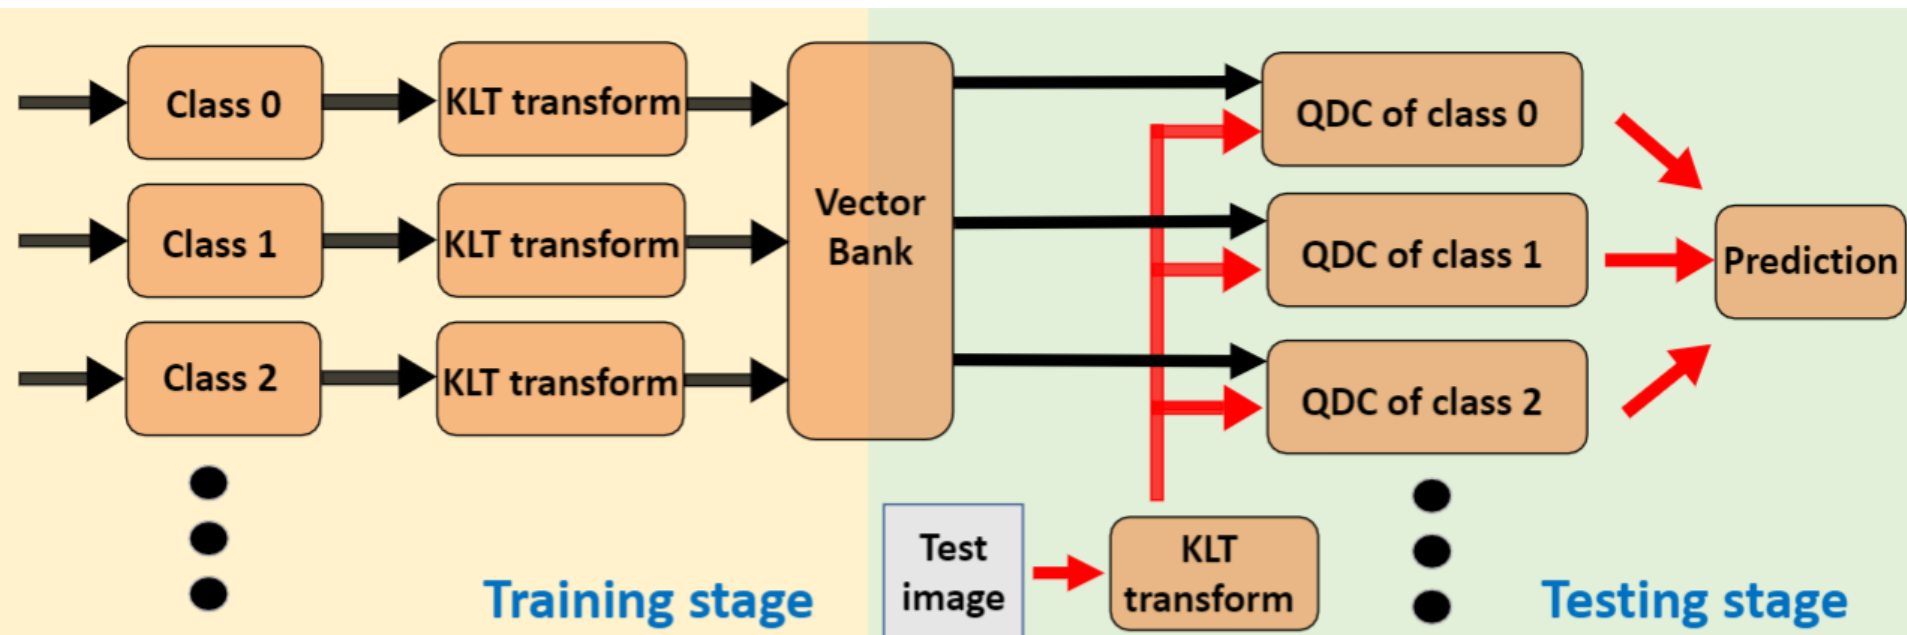 Class 0
KLT transform
QDC of class 0
Class 1
KLT transform
Vector
Bank
QDC of class 1
Prediction
Class 2
KLT transform
QDC of class 2
Test
image
KLT
transform
Training stage
Testing stage